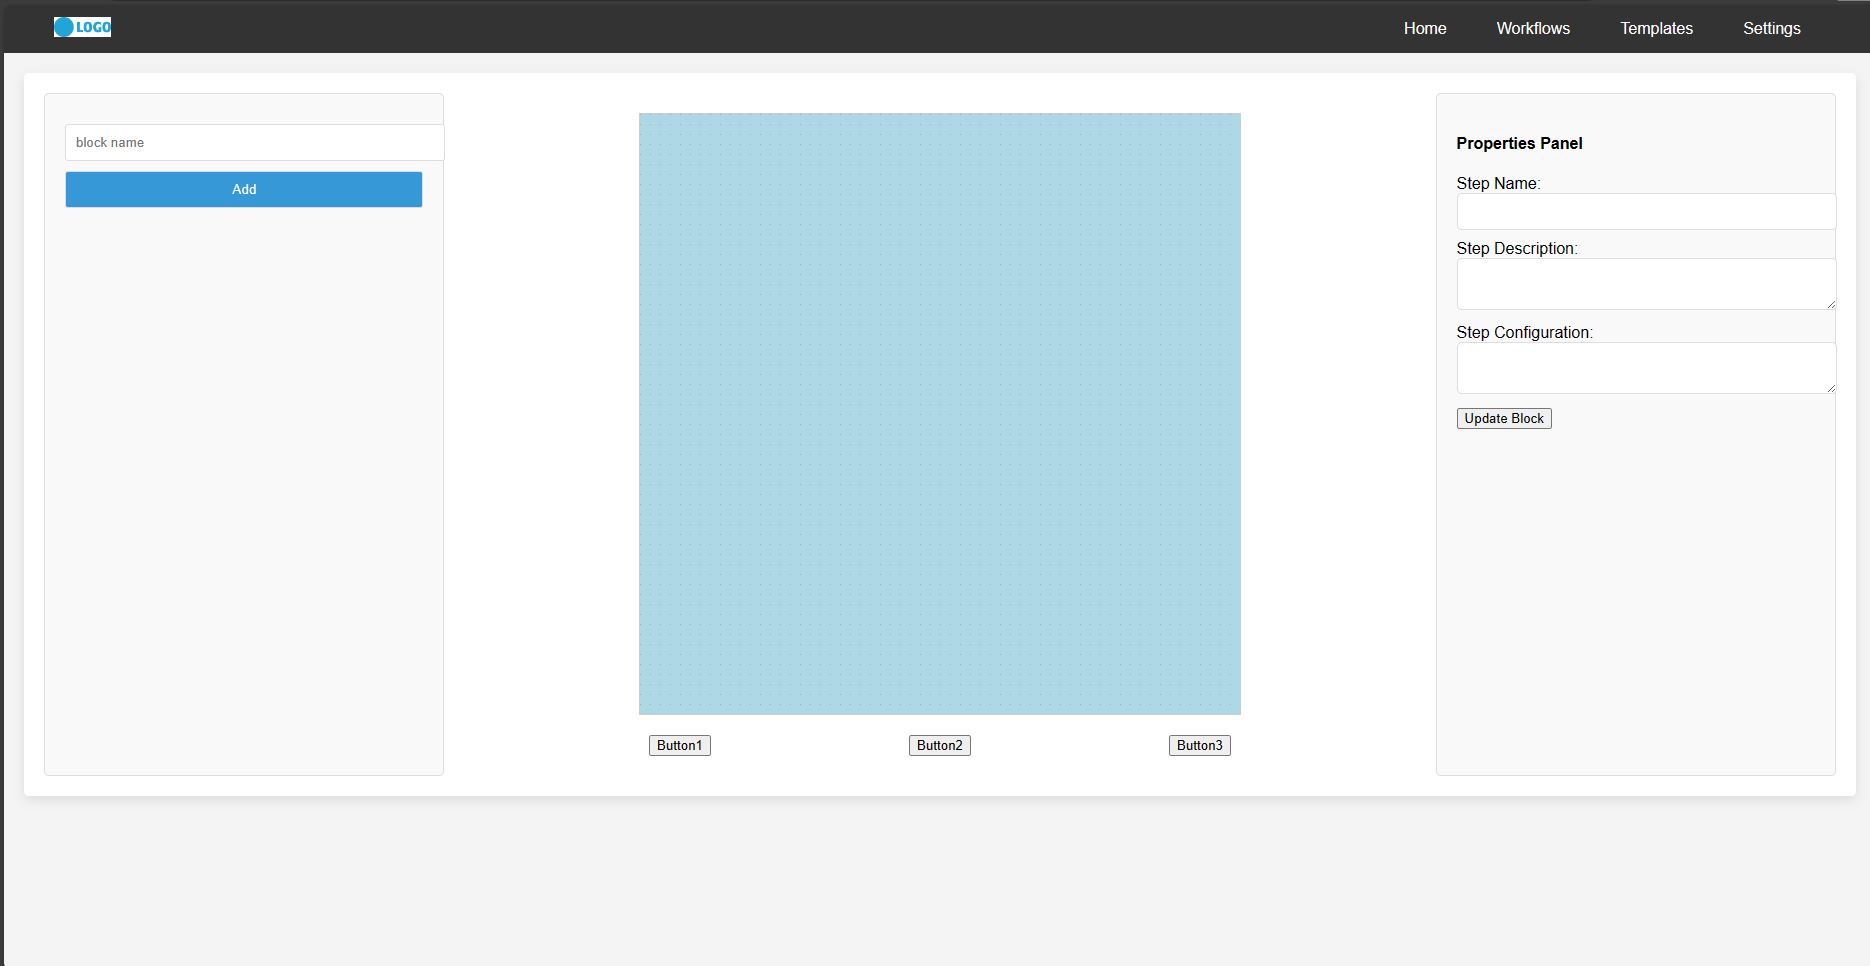 LOGO
Home Workflows Templates Settings
block name
Add
Button1 Button2 Button3
Properties Panel
Step Name:
Step Description:
Step Configuration:
Update Block